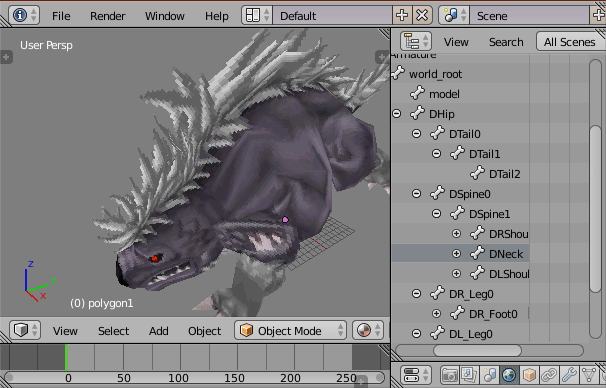 File Render Window Help Default Scene
User Persp
View Search All Scenes
Armature
world_root
model
DHip
DTail0
DTail1
DTail2
DSpine0
DSpine1
DRShou
DNeck
DLShoul
DR_Leg0
DR_Foot0
DL_Leg0
z
x
(0) polygon1
View Select Add Object Object Mode
0 50 100 150 200 250